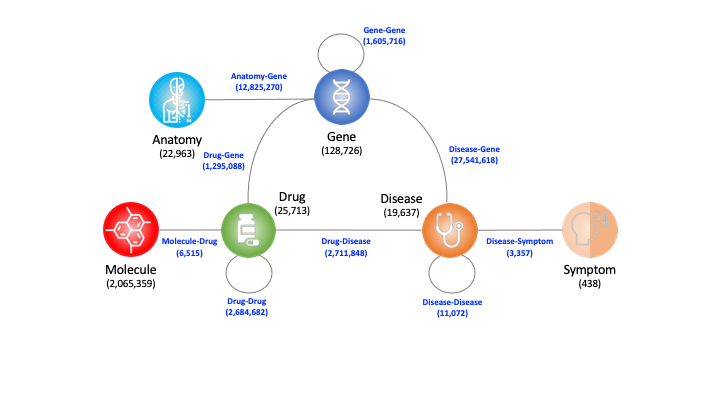 Gene-Gene
(1,605,716)
Anatomy-Gene
(12,825,270)
Anatomy
(22,963)
Gene
(128,726)
Drug-Gene
(1,295,088)
Disease-Gene
(27,541,618)
Drug
(25,713)
Disease
(19,637)
Molecule-Drug
(6,515)
Drug-Disease
(2,711,848)
Disease-Symptom
(3,357)
Molecule
(2,065,359)
Symptom
(438)
Drug-Drug
(2,684,682)
Disease-Disease
(11,072)